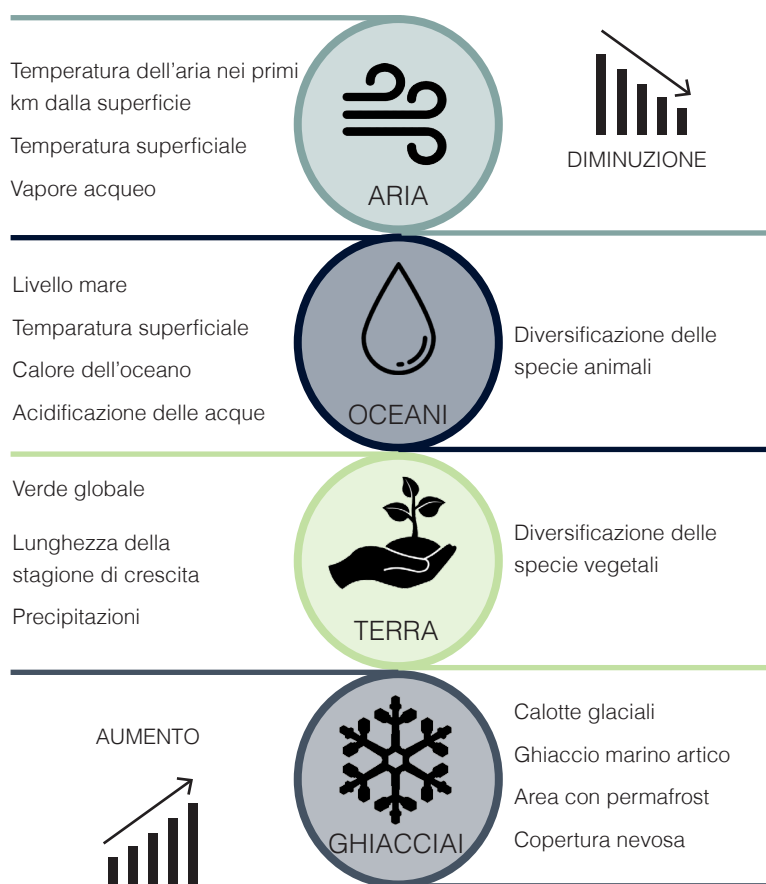 Temperatura dell'aria nei primi
km dalla superficie
Temperatura superficiale
Vapore acqueo
ARIA
DIMINUZIONE
Livello mare
Temparatura superficiale
Calore dell'oceano
Acidificazione delle acque
OCEANI
Diversificazione delle
specie animali
Verde globale
Lunghezza della
stagione di crescita
Precipitazioni
TERRA
Diversificazione delle
specie vegetali
AUMENTO
GHIACCIAI
Calotte glaciali
Ghiaccio marino artico
Area con permafrost
Copertura nevosa